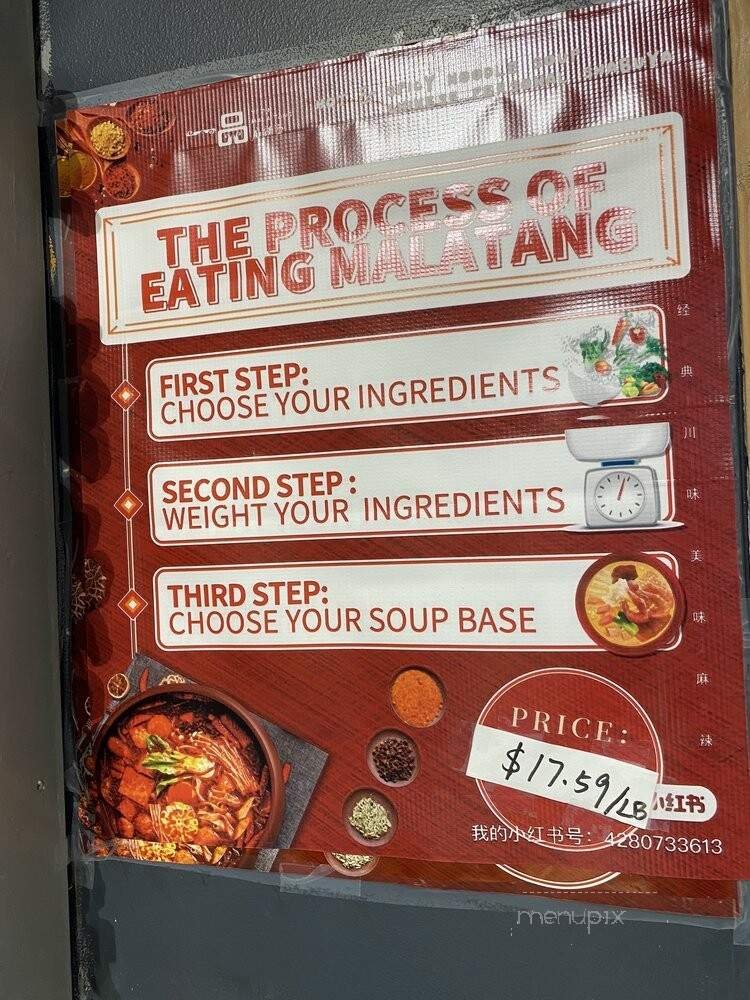 THE PROCESS OF
EATING MALATANG
FIRST STEP:
CHOOSE YOUR INGREDIENTS
SECOND STEP :
WEIGHT YOUR INGREDIENTS
THIRD STEP:
CHOOSE YOUR SOUP BASE
经典川味美味麻辣
PRICE:
$17.59/LB
小红书
我的小红书号: 4280733613
menupix